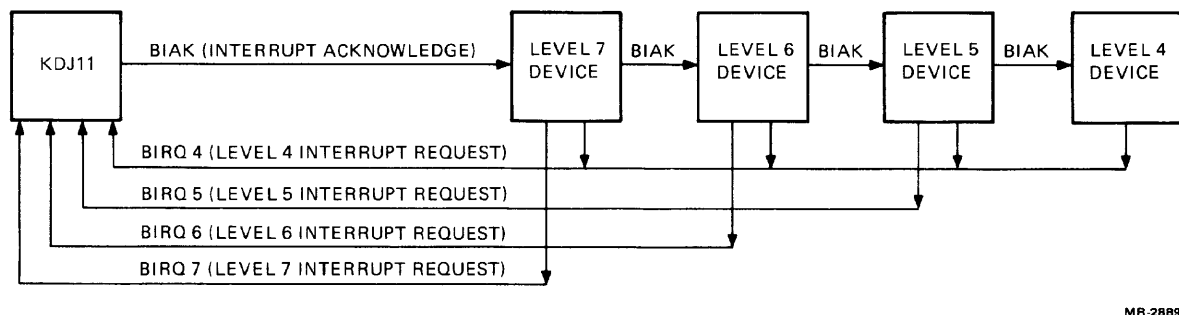 KDJ11
BIAK (INTERRUPT ACKNOWLEDGE)
LEVEL 7
DEVICE
BIAK
LEVEL 6
DEVICE
BIAK
LEVEL 5
DEVICE
BIAK
LEVEL 4
DEVICE
BIRQ 4 (LEVEL 4 INTERRUPT REQUEST)
BIRQ 5 (LEVEL 5 INTERRUPT REQUEST)
BIRQ 6 (LEVEL 6 INTERRUPT REQUEST)
BIRQ 7 (LEVEL 7 INTERRUPT REQUEST)
MR-2889